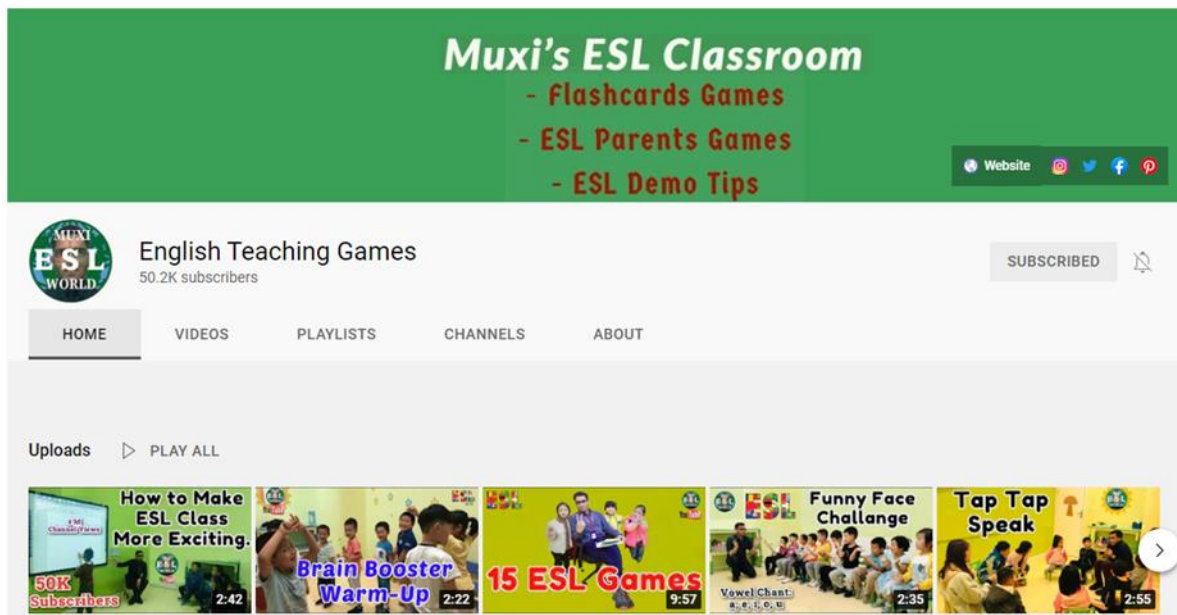 Muxi's ESL Classroom
- Flashcards Games
- ESL Parents Games
- ESL Demo Tips
Website
MUXI
ESL
WORLD
English Teaching Games
50.2K subscribers
SUBSCRIBED
HOME
VIDEOS
PLAYLISTS
CHANNELS
ABOUT
Uploads
PLAY ALL
How to Make
ESL Class
More Exciting.
50K
Subscribers
2:42
Brain Booster
Warm-Up
2:22
15 ESL Games
9:57
ESL
Funny Face
Challange
Vowel Chant:
a, e, i, o, u
2:35
Tap Tap
Speak
2:55